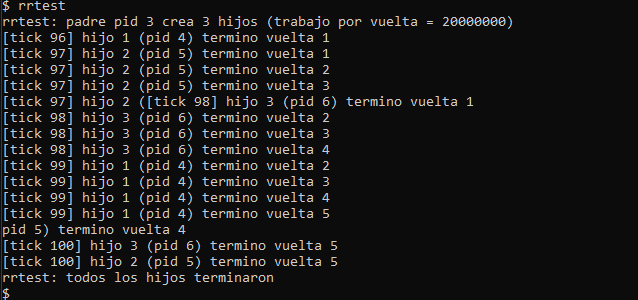 $ rrtest
rrtest: padre pid 3 crea 3 hijos (trabajo por vuelta = 20000000)
[tick 96] hijo 1 (pid 4) termino vuelta 1
[tick 97] hijo 2 (pid 5) termino vuelta 1
[tick 97] hijo 2 (pid 5) termino vuelta 2
[tick 97] hijo 2 (pid 5) termino vuelta 3
[tick 97] hijo 2 ([tick 98] hijo 3 (pid 6) termino vuelta 1
[tick 98] hijo 3 (pid 6) termino vuelta 2
[tick 98] hijo 3 (pid 6) termino vuelta 3
[tick 98] hijo 3 (pid 6) termino vuelta 4
[tick 99] hijo 1 (pid 4) termino vuelta 2
[tick 99] hijo 1 (pid 4) termino vuelta 3
[tick 99] hijo 1 (pid 4) termino vuelta 4
[tick 99] hijo 1 (pid 4) termino vuelta 5
pid 5) termino vuelta 4
[tick 100] hijo 3 (pid 6) termino vuelta 5
[tick 100] hijo 2 (pid 5) termino vuelta 5
rrtest: todos los hijos terminaron
$